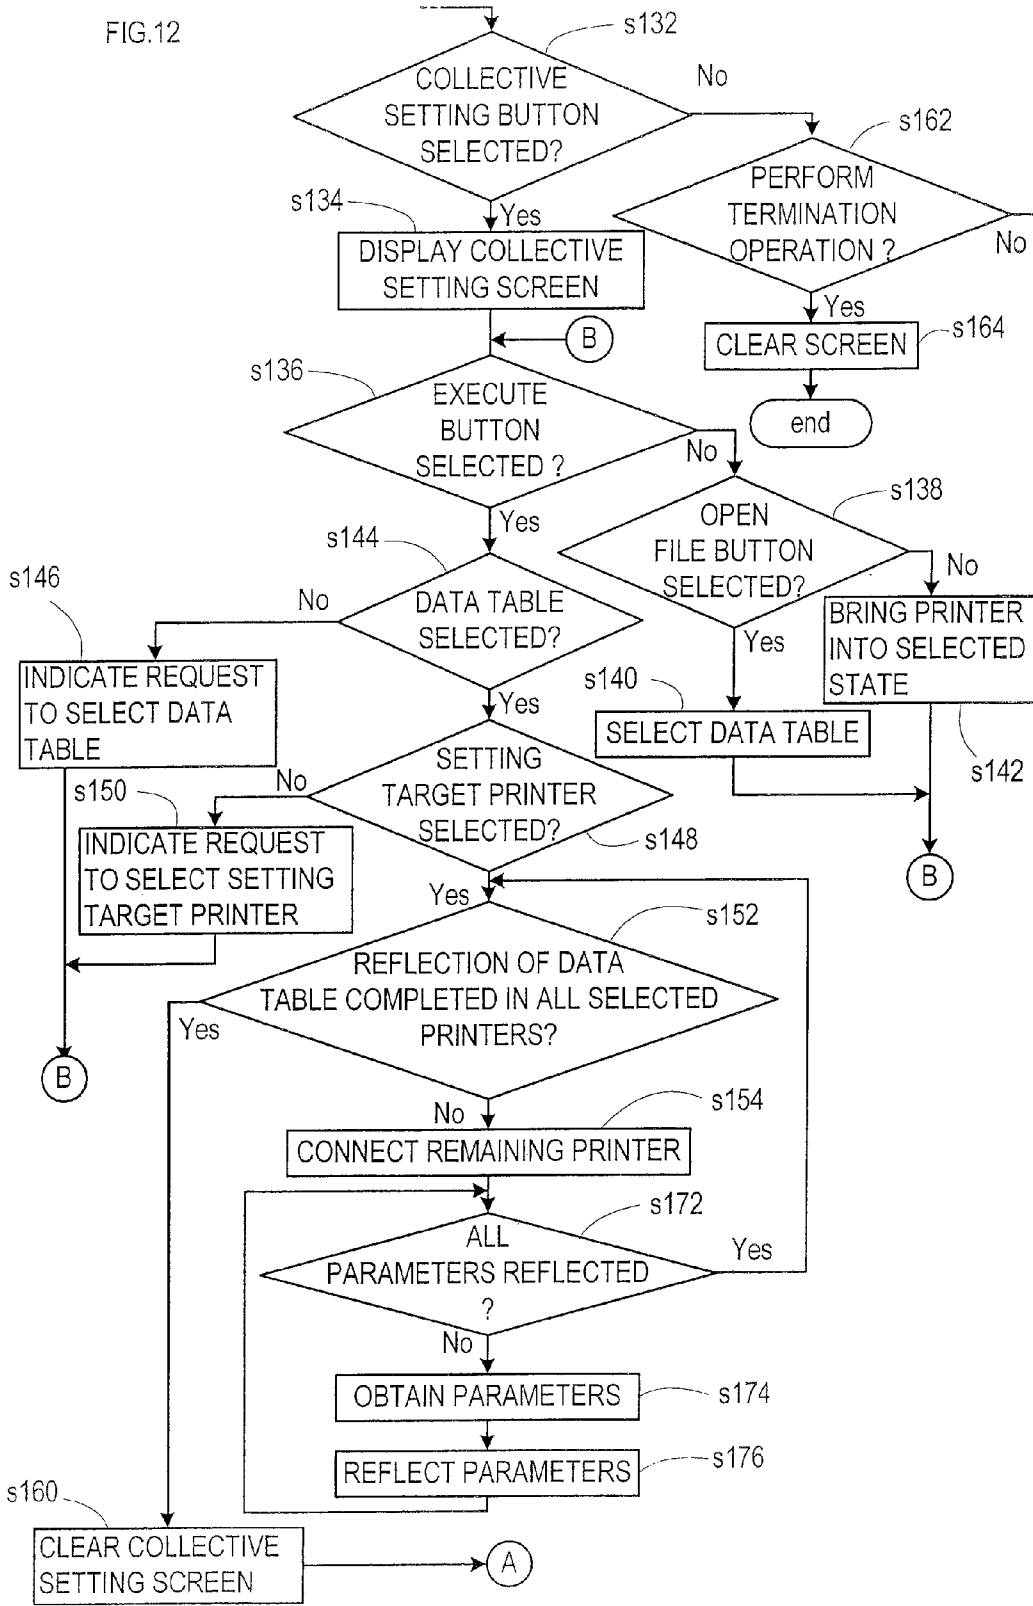 FIG.12
s132
COLLECTIVE
SETTING BUTTON
SELECTED?
No
s162
PERFORM
TERMINATION
OPERATION ?
No
s134
Yes
DISPLAY COLLECTIVE
SETTING SCREEN
Yes
s164
CLEAR SCREEN
B
end
s136
EXECUTE
BUTTON
SELECTED ?
No
s138
OPEN
FILE BUTTON
SELECTED?
No
Yes
s144
DATA TABLE
SELECTED?
No
s146
INDICATE REQUEST
TO SELECT DATA
TABLE
BRING PRINTER
INTO SELECTED
STATE
Yes
s140
SELECT DATA TABLE
s142
Yes
SETTING
TARGET PRINTER
SELECTED?
No
s150
s148
INDICATE REQUEST
TO SELECT SETTING
TARGET PRINTER
B
Yes
s152
REFLECTION OF DATA
TABLE COMPLETED IN ALL SELECTED
PRINTERS?
Yes
B
No
s154
CONNECT REMAINING PRINTER
s172
ALL
PARAMETERS REFLECTED
?
Yes
No
OBTAIN PARAMETERS
s174
REFLECT PARAMETERS
s176
s160
CLEAR COLLECTIVE
SETTING SCREEN
A